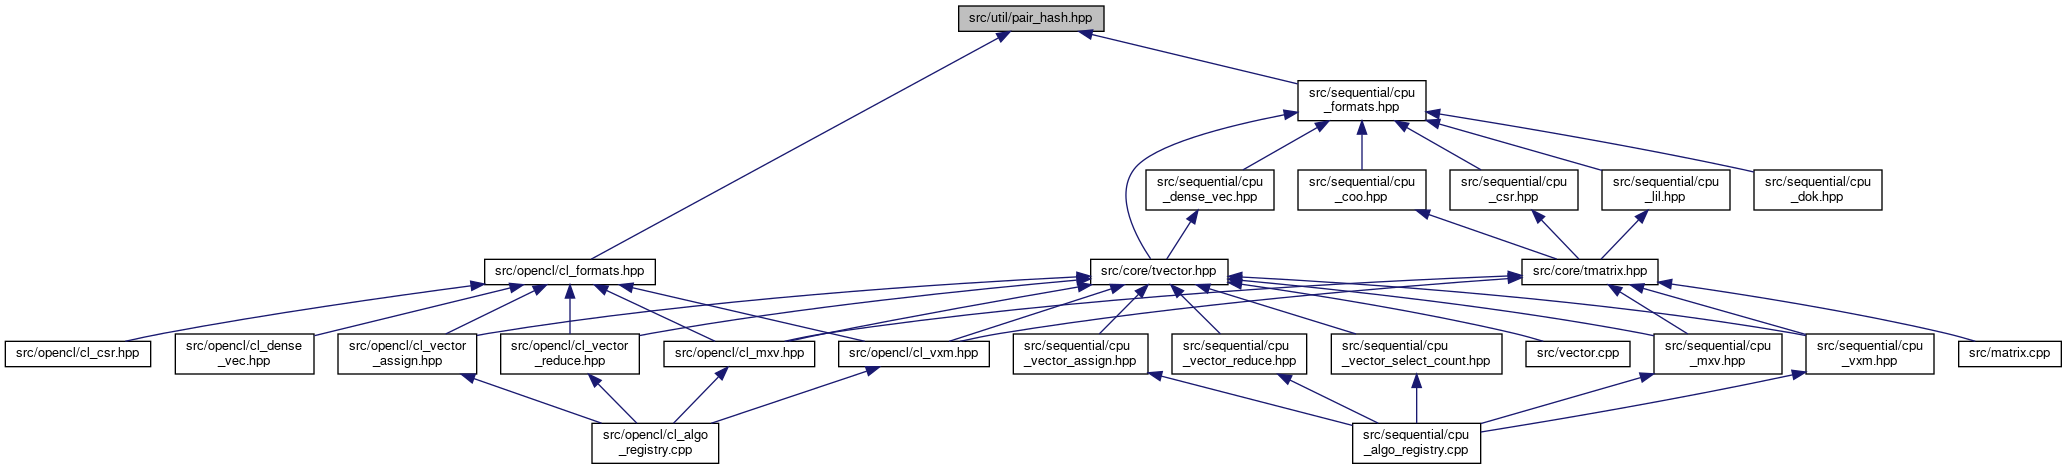 src/util/pair_hash.hpp
src/sequential/cpu
_formats.hpp
src/sequential/cpu
_dense_vec.hpp
src/sequential/cpu
_coo.hpp
src/sequential/cpu
_csr.hpp
src/sequential/cpu
_lil.hpp
src/sequential/cpu
_dok.hpp
src/opencl/cl_formats.hpp
src/core/tvector.hpp
src/core/tmatrix.hpp
src/opencl/cl_csr.hpp
src/opencl/cl_dense
_vec.hpp
src/opencl/cl_vector
_assign.hpp
src/opencl/cl_vector
_reduce.hpp
src/opencl/cl_mxv.hpp
src/opencl/cl_vxm.hpp
src/sequential/cpu
_vector_assign.hpp
src/sequential/cpu
_vector_reduce.hpp
src/sequential/cpu
_vector_select_count.hpp
src/vector.cpp
src/sequential/cpu
_mxv.hpp
src/sequential/cpu
_vxm.hpp
src/matrix.cpp
src/opencl/cl_algo
_registry.cpp
src/sequential/cpu
_algo_registry.cpp